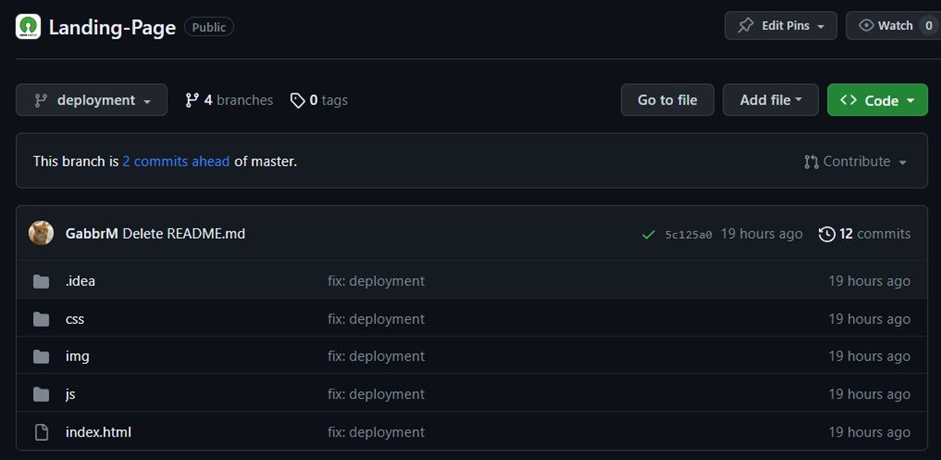 Landing-Page Public Edit Pins Watch 0
deployment 4 branches 0 tags Go to file Add file Code
This branch is 2 commits ahead of master. Contribute
GabbrM Delete README.md 5c125a0 19 hours ago 12 commits
.idea fix: deployment 19 hours ago
css fix: deployment 19 hours ago
img fix: deployment 19 hours ago
js fix: deployment 19 hours ago
index.html fix: deployment 19 hours ago